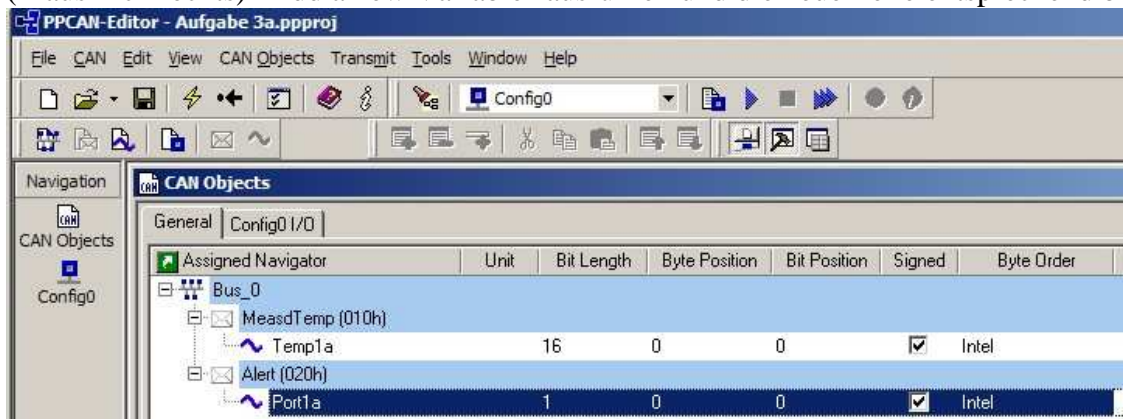 PPCAN-Editor - Aufgabe 3a.ppproj
File CAN Edit View CAN Objects Transmit Tools Window Help
Config0
Navigation
CAN Objects
General Config0 I/O
CAN Objects
Config0
Assigned Navigator Unit Bit Length Byte Position Bit Position Signed Byte Order
Bus_0
MeasdTemp (010h)
Temp1a 16 0 0 Intel
Alert (020h)
Port1a 1 0 0 Intel